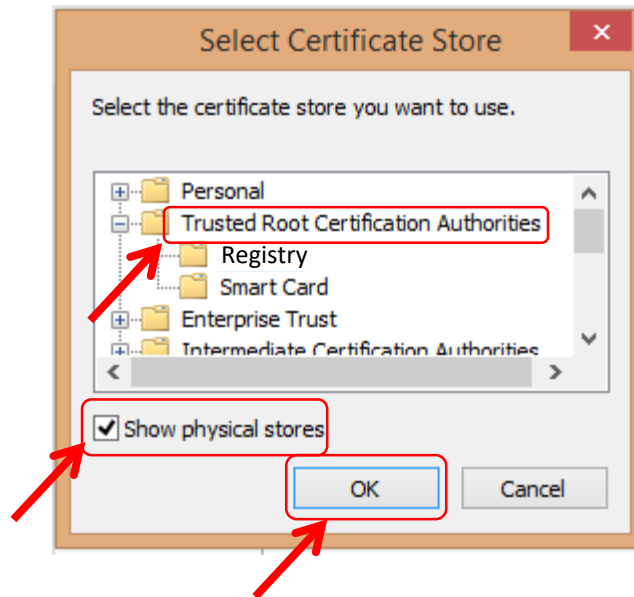 Select Certificate Store
Select the certificate store you want to use.
Personal
Trusted Root Certification Authorities
Registry
Smart Card
Enterprise Trust
Intermediate Certification Authorities
Show physical stores
OK
Cancel